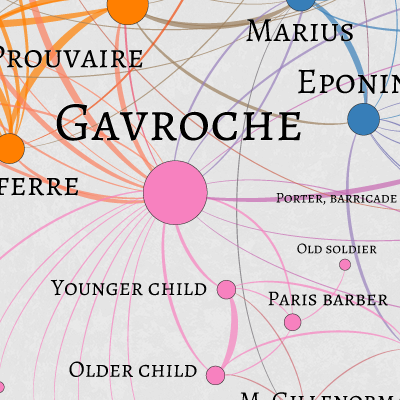 Marius
Prouvaire
Eponin
Gavroche
ferre
Porter, barricade
Old soldier
Younger child
Paris barber
Older child
M. Gillenorm